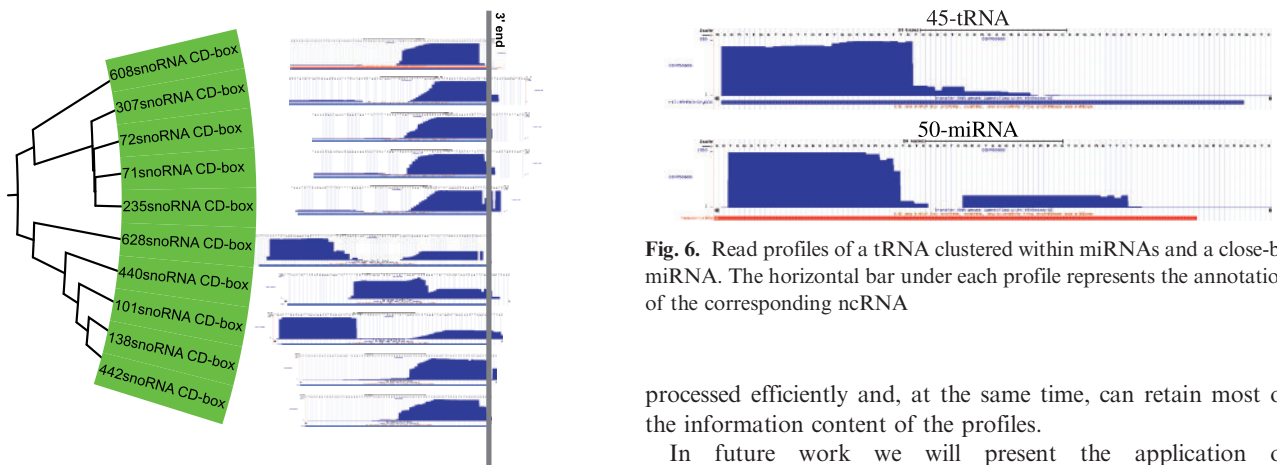 608snoRNA CD-box
307snoRNA CD-box
72snoRNA CD-box
71snoRNA CD-box
235snoRNA CD-box
628snoRNA CD-box
440snoRNA CD-box
101snoRNA CD-box
138snoRNA CD-box
442snoRNA CD-box
3' end
45-tRNA
50-miRNA
Fig. 6. Read profiles of a tRNA clustered within miRNAs and a close-b
miRNA. The horizontal bar under each profile represents the annotation
of the corresponding ncRNA
processed efficiently and, at the same time, can retain most o
the information content of the profiles.
In future work we will present the application o